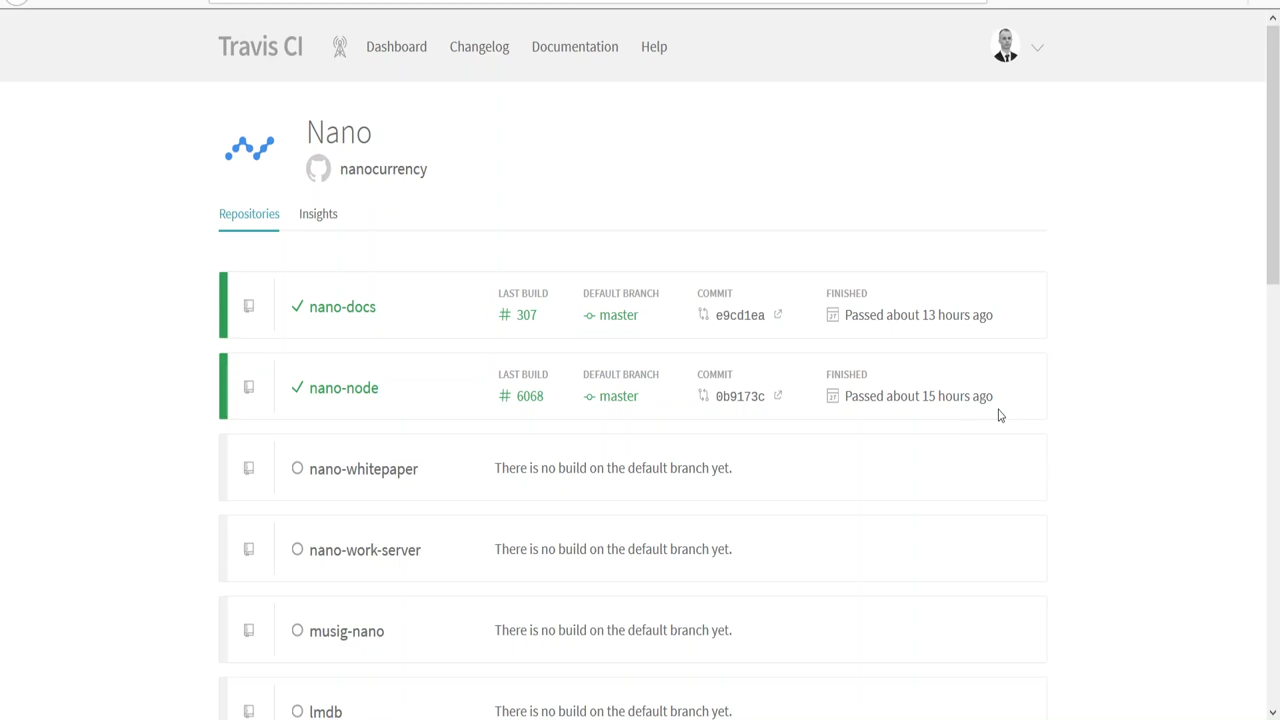 Travis CI Dashboard Changelog Documentation Help
Nano
nanocurrency
Repositories Insights
nano-docs
LAST BUILD DEFAULT BRANCH COMMIT FINISHED
# 307 master e9cd1ea Passed about 13 hours ago
nano-node
LAST BUILD DEFAULT BRANCH COMMIT FINISHED
# 6068 master 0b9173c Passed about 15 hours ago
nano-whitepaper There is no build on the default branch yet.
nano-work-server There is no build on the default branch yet.
musig-nano There is no build on the default branch yet.
lmdb There is no build on the default branch yet.